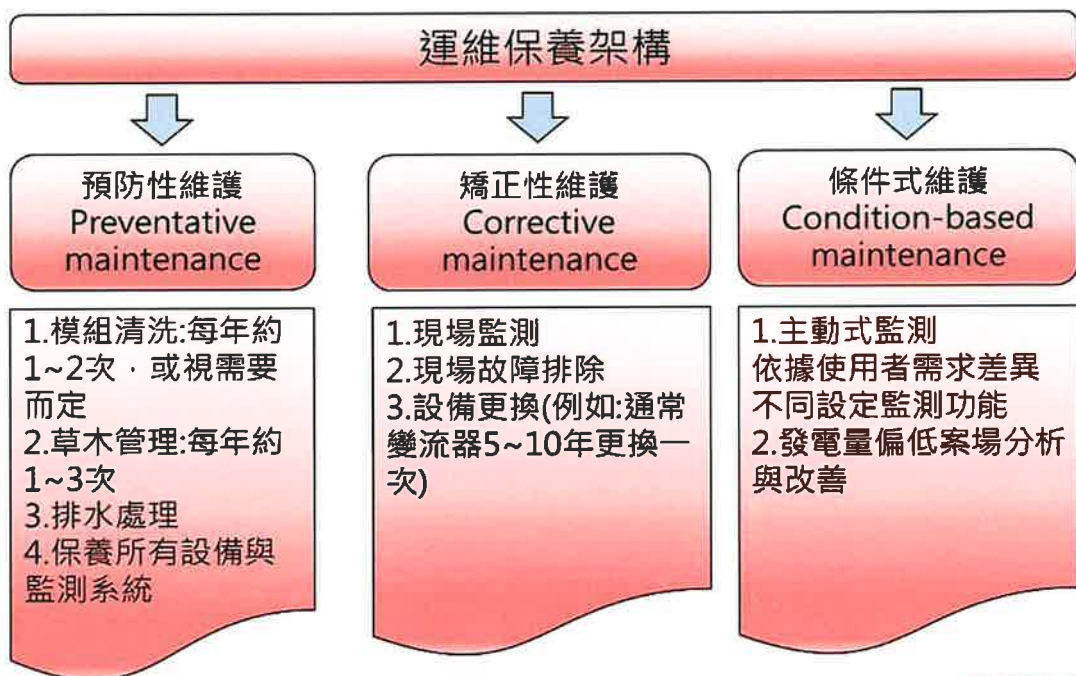 運維保養架構
預防性維護
Preventative
maintenance
矯正性維護
Corrective
maintenance
條件式維護
Condition-based
maintenance
1.模組清洗:每年約
1~2次，或視需要
而定
2.草木管理:每年約
1~3次
3.排水處理
4.保養所有設備與
監測系統
1.現場監測
2.現場故障排除
3.設備更換(例如:通常
變流器5~10年更換一
次)
1.主動式監測
依據使用者需求差異
不同設定監測功能
2.發電量偏低案場分析
與改善